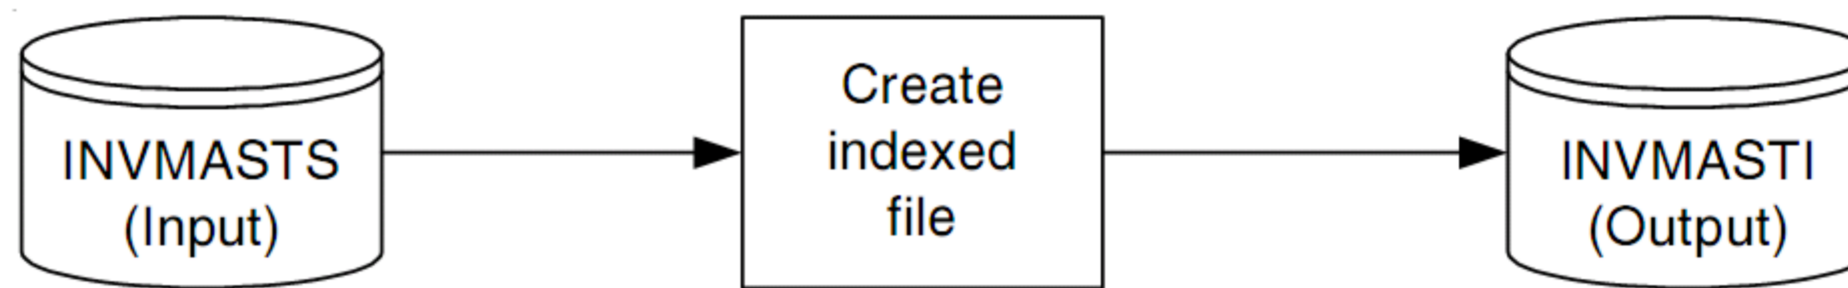 INVMASTS
(Input)
Create
indexed
file
INVMASTI
(Output)